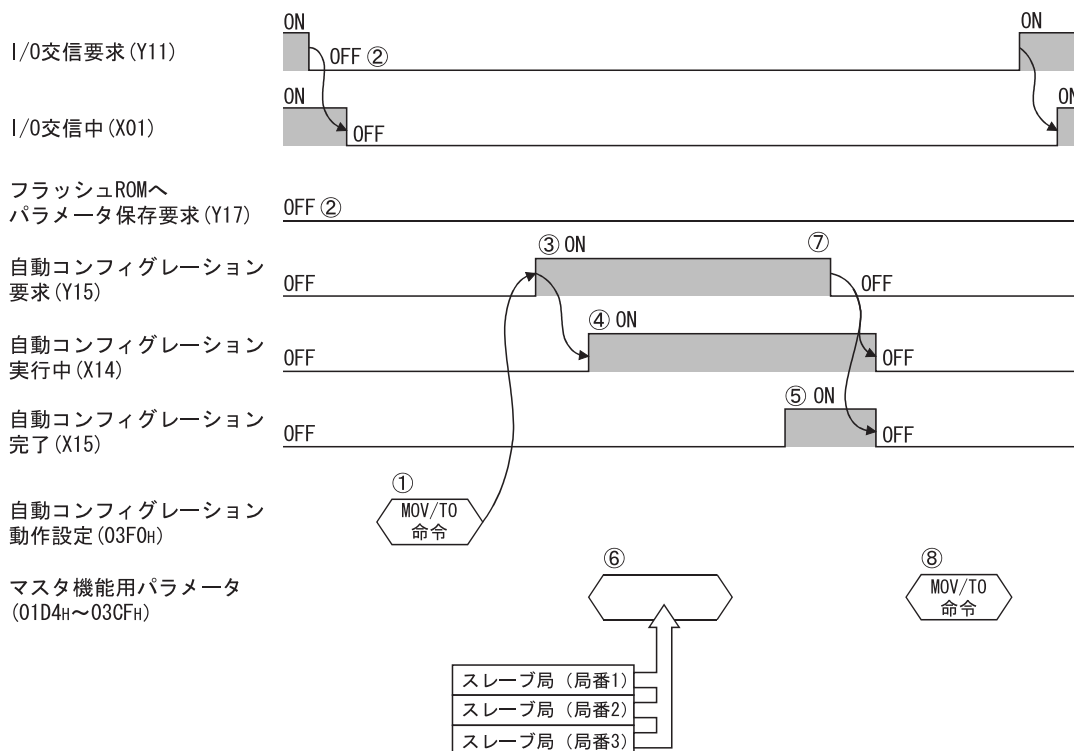 ON
I/O交信要求(Y11)
OFF ②
ON
ON
I/O交信中(X01)
OFF
ON
フラッシュROMへ
パラメータ保存要求(Y17)
OFF ②
自動コンフィグレーション
要求(Y15)
OFF
③ ON
⑦
OFF
自動コンフィグレーション
実行中(X14)
OFF
④ ON
OFF
自動コンフィグレーション
完了(X15)
OFF
⑤ ON
OFF
自動コンフィグレーション
動作設定(03F0H)
①
MOV/TO
命令
マスタ機能用パラメータ
(01D4H～03CFH)
⑥
⑧
MOV/TO
命令
スレーブ局 (局番1)
スレーブ局 (局番2)
スレーブ局 (局番3)